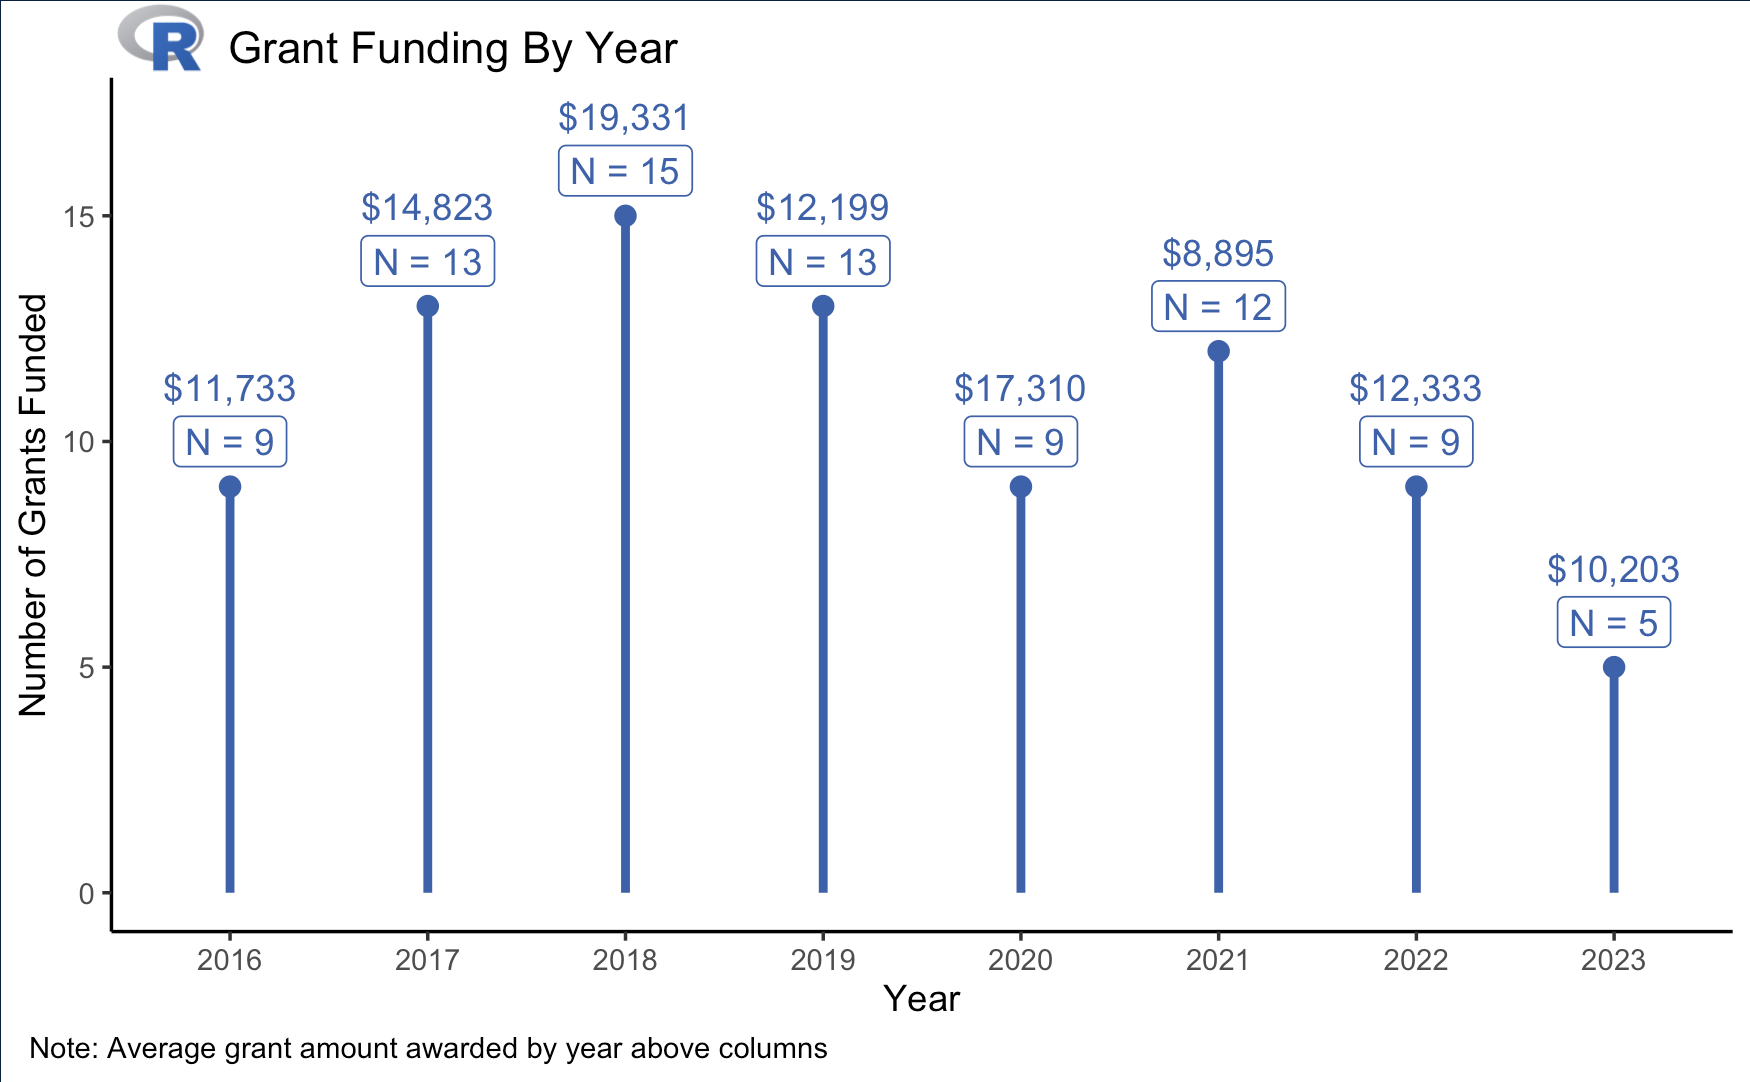 R Grant Funding By Year
$19,331
N = 15
$14,823
N = 13
$12,199
N = 13
$8,895
N = 12
$11,733
N = 9
$17,310
N = 9
$12,333
N = 9
$10,203
N = 5
Number of Grants Funded
15
10
5
0
2016 2017 2018 2019 2020 2021 2022 2023
Year
Note: Average grant amount awarded by year above columns